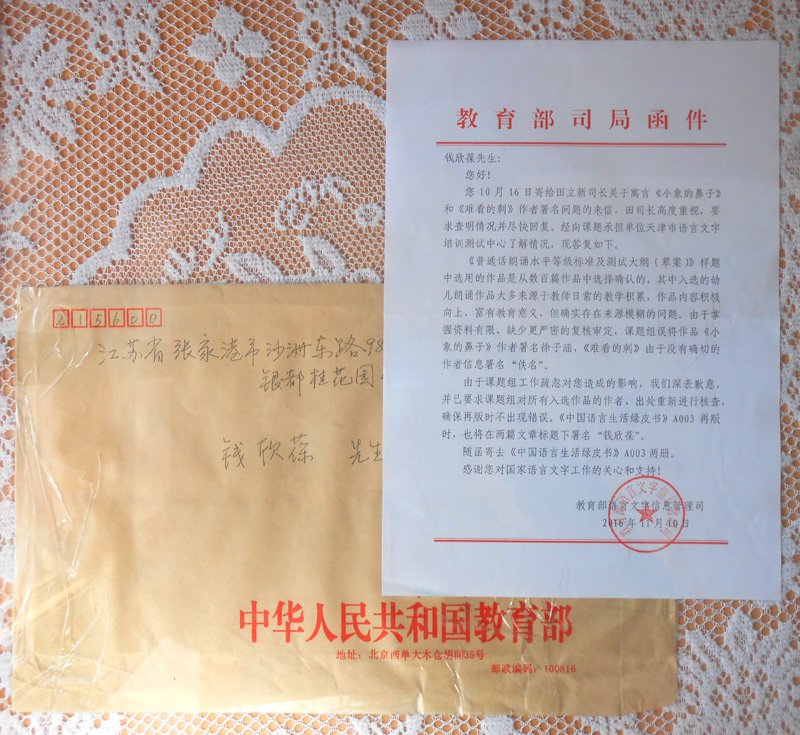 教育部司局函件
钱欣葆先生：
您好！
您10月16日寄给田立新司长关于寓言《小象的鼻子》
和《难看的刺》作者署名问题的来信，田司长高度重视，要
求查明情况并尽快回复。经向课题承担单位天津市语言文字
培训测试中心了解情况，现答复如下。
《普通话朗诵水平等级标准及测试大纲（草案）》样题
中选用的作品是从数百篇作品中选择确认的，其中入选的幼
儿朗诵作品大多来源于教师日常的教学积累，作品内容积极
向上、富有教育意义，但确实存在来源模糊的问题。由于掌
握资料有限、缺少更严密的复核审定，课题组误将作品《小
象的鼻子》作者署名徐子涵，《难看的刺》由于没有确切的
作者信息署名“佚名”。
由于课题组工作疏忽对您造成的影响，我们深表歉意，
并已要求课题组对所有入选作品的作者、出处重新进行核查，
确保再版时不出现错误。《中国语言生活绿皮书》A003再版
时，也将在两篇文章标题下署名“钱欣葆”。
随函寄去《中国语言生活绿皮书》A003两册。
感谢您对国家语言文字工作的关心和支持！
教育部语言文字信息管理司
2016年11月10日
215600
江苏省张家港市沙洲东路98
银都桂花园
钱欣葆 先生
中华人民共和国教育部
地址：北京西单大木仓胡同35号
邮政编码：100816